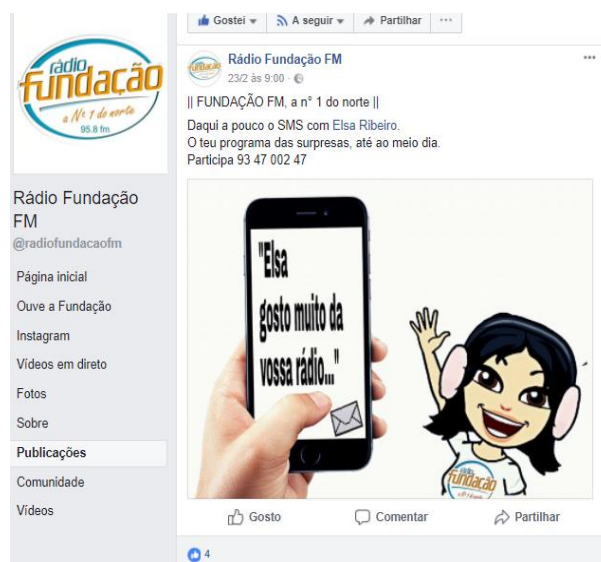 Gostei
A seguir
Partilhar
rádio
fundação
a Nº 1 do norte
95.8 fm
Rádio Fundação
FM
@radiofundacaofm
Página inicial
Ouve a Fundação
Instagram
Vídeos em direto
Fotos
Sobre
Publicações
Comunidade
Vídeos
Rádio Fundação FM
23/2 às 9:00
|| FUNDAÇÃO FM, a n° 1 do norte ||
Daqui a pouco o SMS com Elsa Ribeiro.
O teu programa das surpresas, até ao meio dia.
Participa 93 47 002 47
"Elsa
gosto muito da
vossa rádio..."
rádio
fundação
Gosto
Comentar
Partilhar
4